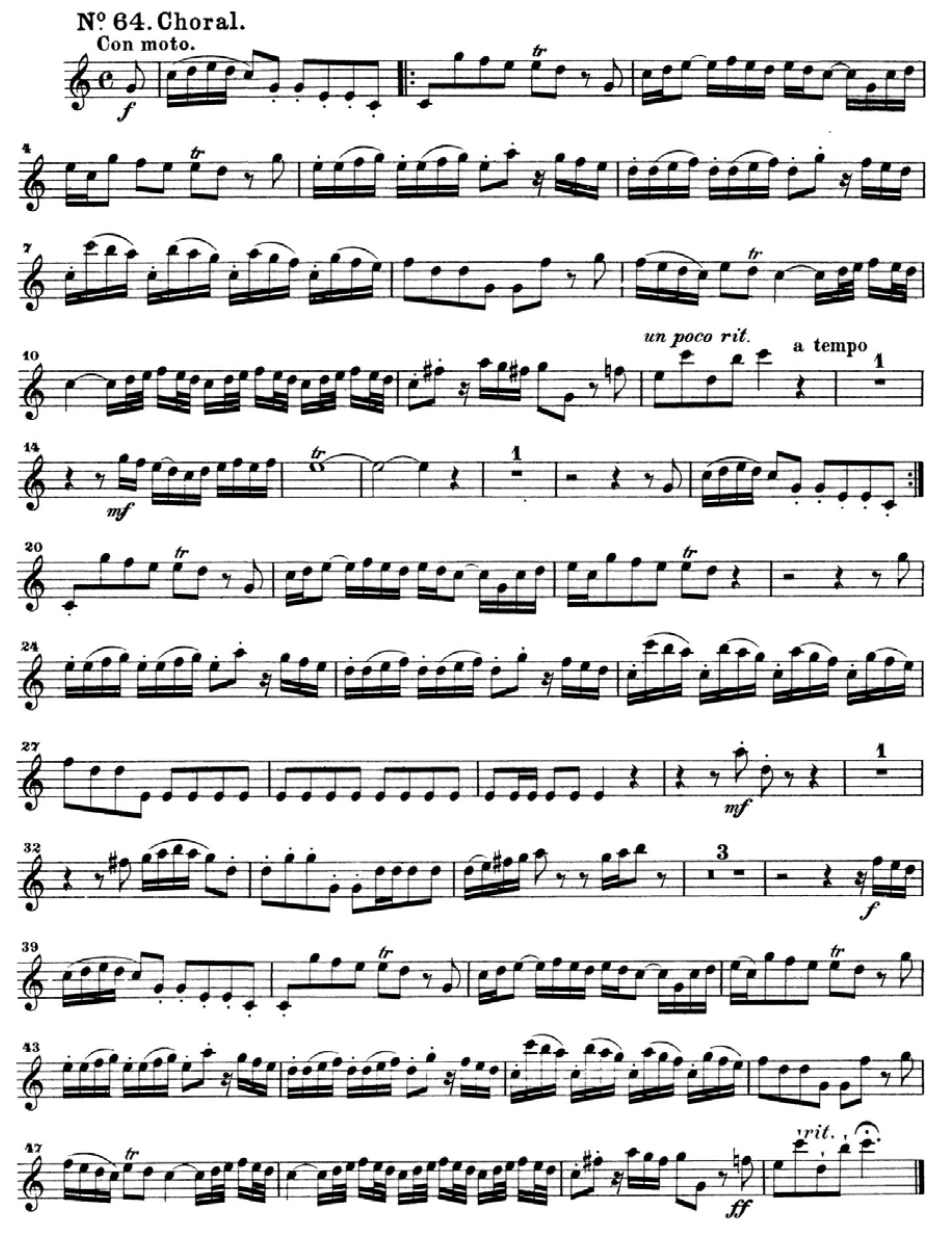 Nº 64. Choral.
Con moto.
tr
f
4
tr
7
tr
un poco rit.
a tempo
10
1
14
tr
1
mf
20
tr
tr
24
27
1
mf
32
3
f
39
tr
tr
43
47
tr
rit.
ff